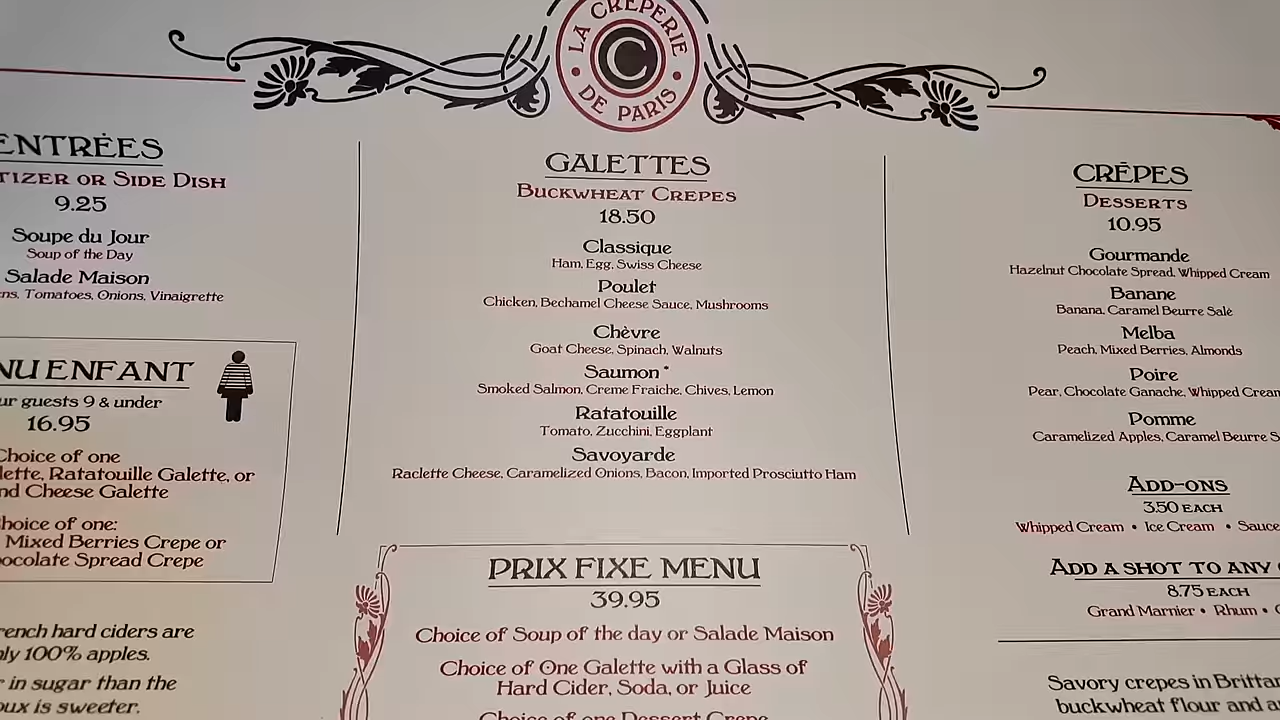 LA CRÊPERIE
C
DE PARIS
ENTRÉES
or Side Dish
9.25
Soupe du Jour
Soup of the Day
Salade Maison
Tomatoes, Onions, Vinaigrette
ENFANT
guests 9 & under
16.95
Choice of one
Ratatouille Galette, or
Cheese Galette
Choice of one:
Mixed Berries Crepe or
Spread Crepe
hard ciders are
100% apples.
in sugar than the
is sweeter.
GALETTES
Buckwheat Crepes
18.50
Classique
Ham, Egg, Swiss Cheese
Poulet
Chicken, Bechamel Cheese Sauce, Mushrooms
Chèvre
Goat Cheese, Spinach, Walnuts
Saumon *
Smoked Salmon, Creme Fraiche, Chives, Lemon
Ratatouille
Tomato, Zucchini, Eggplant
Savoyarde
Raclette Cheese, Caramelized Onions, Bacon, Imported Prosciutto Ham
PRIX FIXE MENU
39.95
Choice of Soup of the day or Salade Maison
Choice of One Galette with a Glass of
Hard Cider, Soda, or Juice
Choice of one Dessert Crepe
CRÊPES
Desserts
10.95
Gourmande
Hazelnut Chocolate Spread, Whipped Cream
Banane
Banana, Caramel Beurre Salé
Melba
Peach, Mixed Berries, Almonds
Poire
Pear, Chocolate Ganache, Whipped Cream
Pomme
Caramelized Apples, Caramel Beurre
Add-ons
3.50 each
Whipped Cream • Ice Cream • Sauce
Add a shot to any
8.75 each
Grand Marnier • Rhum •
Savory crepes in
buckwheat flour and